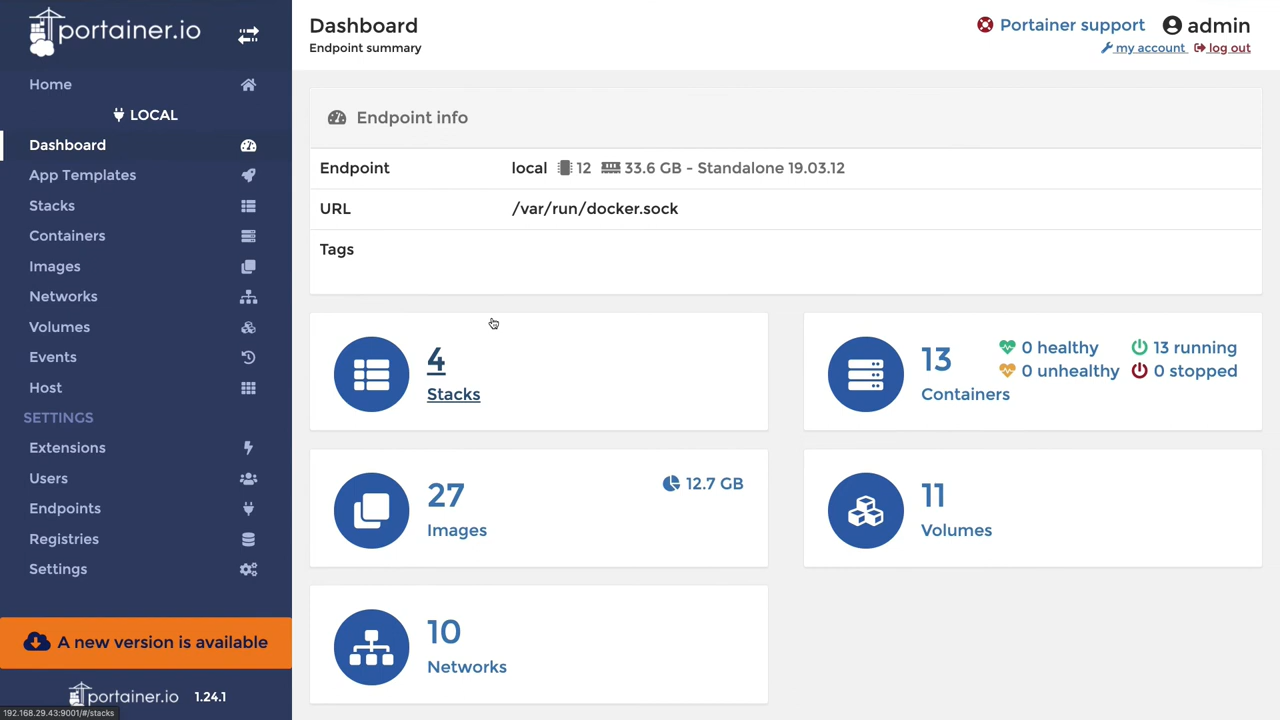 portainer.io
Home
LOCAL
Dashboard
App Templates
Stacks
Containers
Images
Networks
Volumes
Events
Host
SETTINGS
Extensions
Users
Endpoints
Registries
Settings
A new version is available
portainer.io 1.24.1
192.168.29.43:9001/#/stacks
Dashboard
Endpoint summary
Portainer support admin
my account log out
Endpoint info
Endpoint local 12 33.6 GB - Standalone 19.03.12
URL /var/run/docker.sock
Tags
4
Stacks
13
Containers
0 healthy 13 running
0 unhealthy 0 stopped
27
Images
12.7 GB
11
Volumes
10
Networks